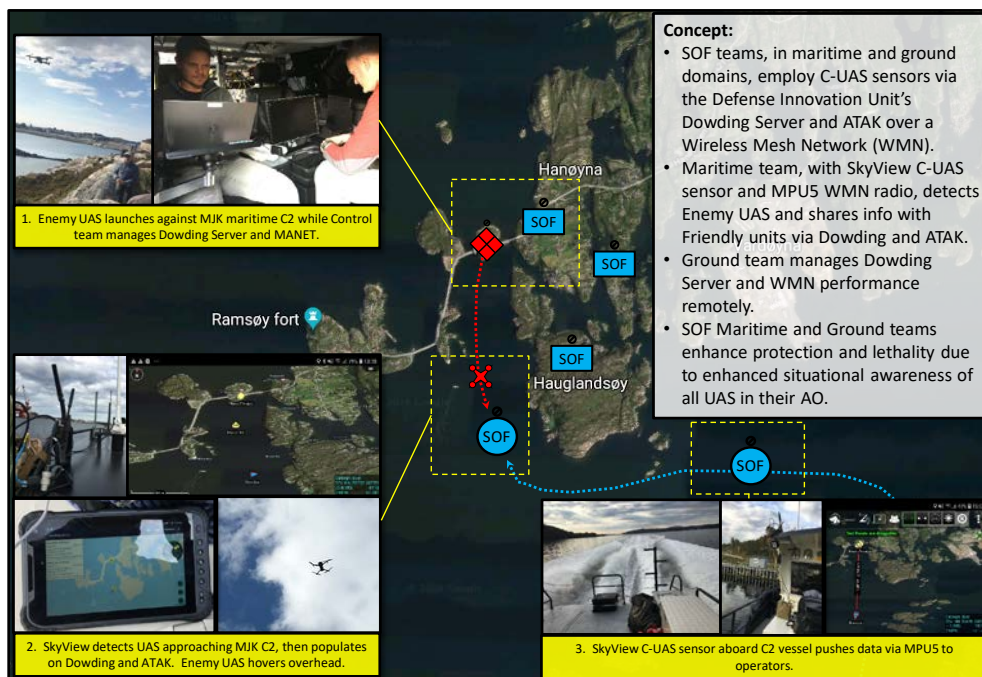 Concept:
• SOF teams, in maritime and ground
domains, employ C-UAS sensors via
the Defense Innovation Unit's
Dowding Server and ATAK over a
Wireless Mesh Network (WMN).
• Maritime team, with SkyView C-UAS
sensor and MPU5 WMN radio, detects
Enemy UAS and shares info with
Friendly units via Dowding and ATAK.
• Ground team manages Dowding
Server and WMN performance
remotely.
• SOF Maritime and Ground teams
enhance protection and lethality due
to enhanced situational awareness of
all UAS in their AO.
1. Enemy UAS launches against MJK maritime C2 while Control
team manages Dowding Server and MANET.
Hanøyna
SOF
SOF
Ramsøy fort
SOF
Hauglandsøy
SOF
SOF
2. SkyView detects UAS approaching MJK C2, then populates
on Dowding and ATAK. Enemy UAS hovers overhead.
3. SkyView C-UAS sensor aboard C2 vessel pushes data via MPU5 to
operators.